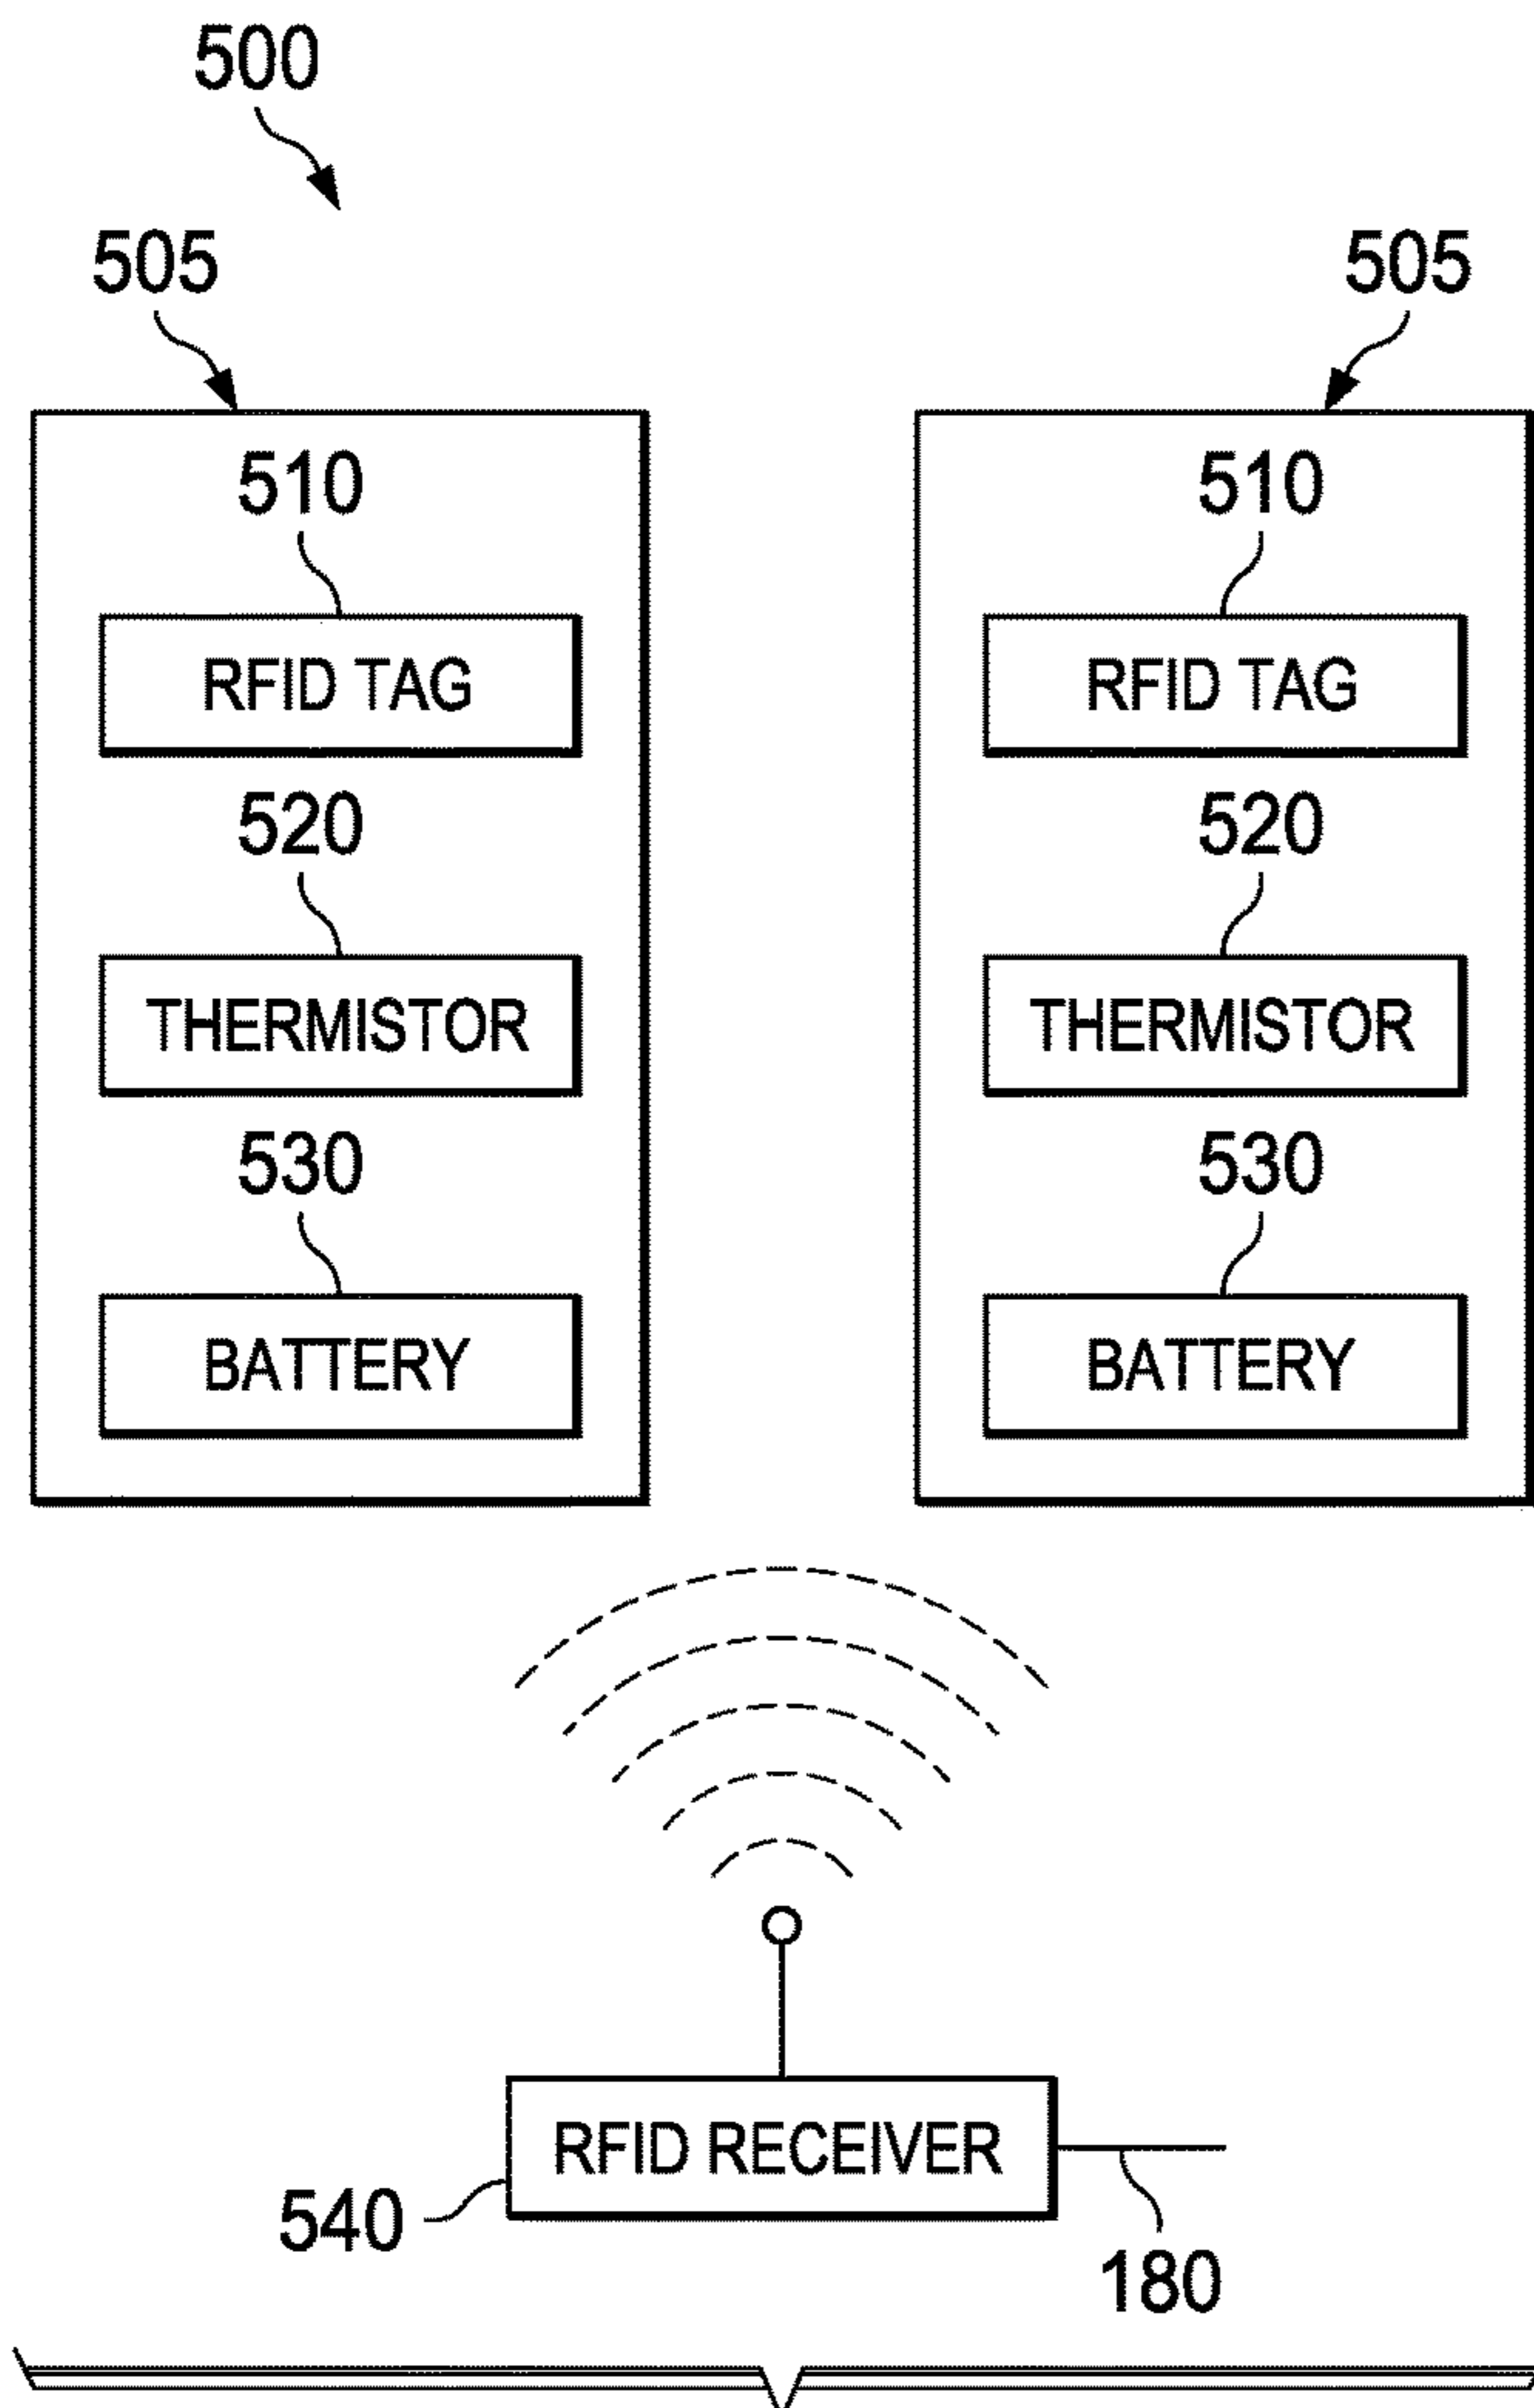 500
505 505
510 510
RFID TAG RFID TAG
520 520
THERMISTOR THERMISTOR
530 530
BATTERY BATTERY
RFID RECEIVER
540
180